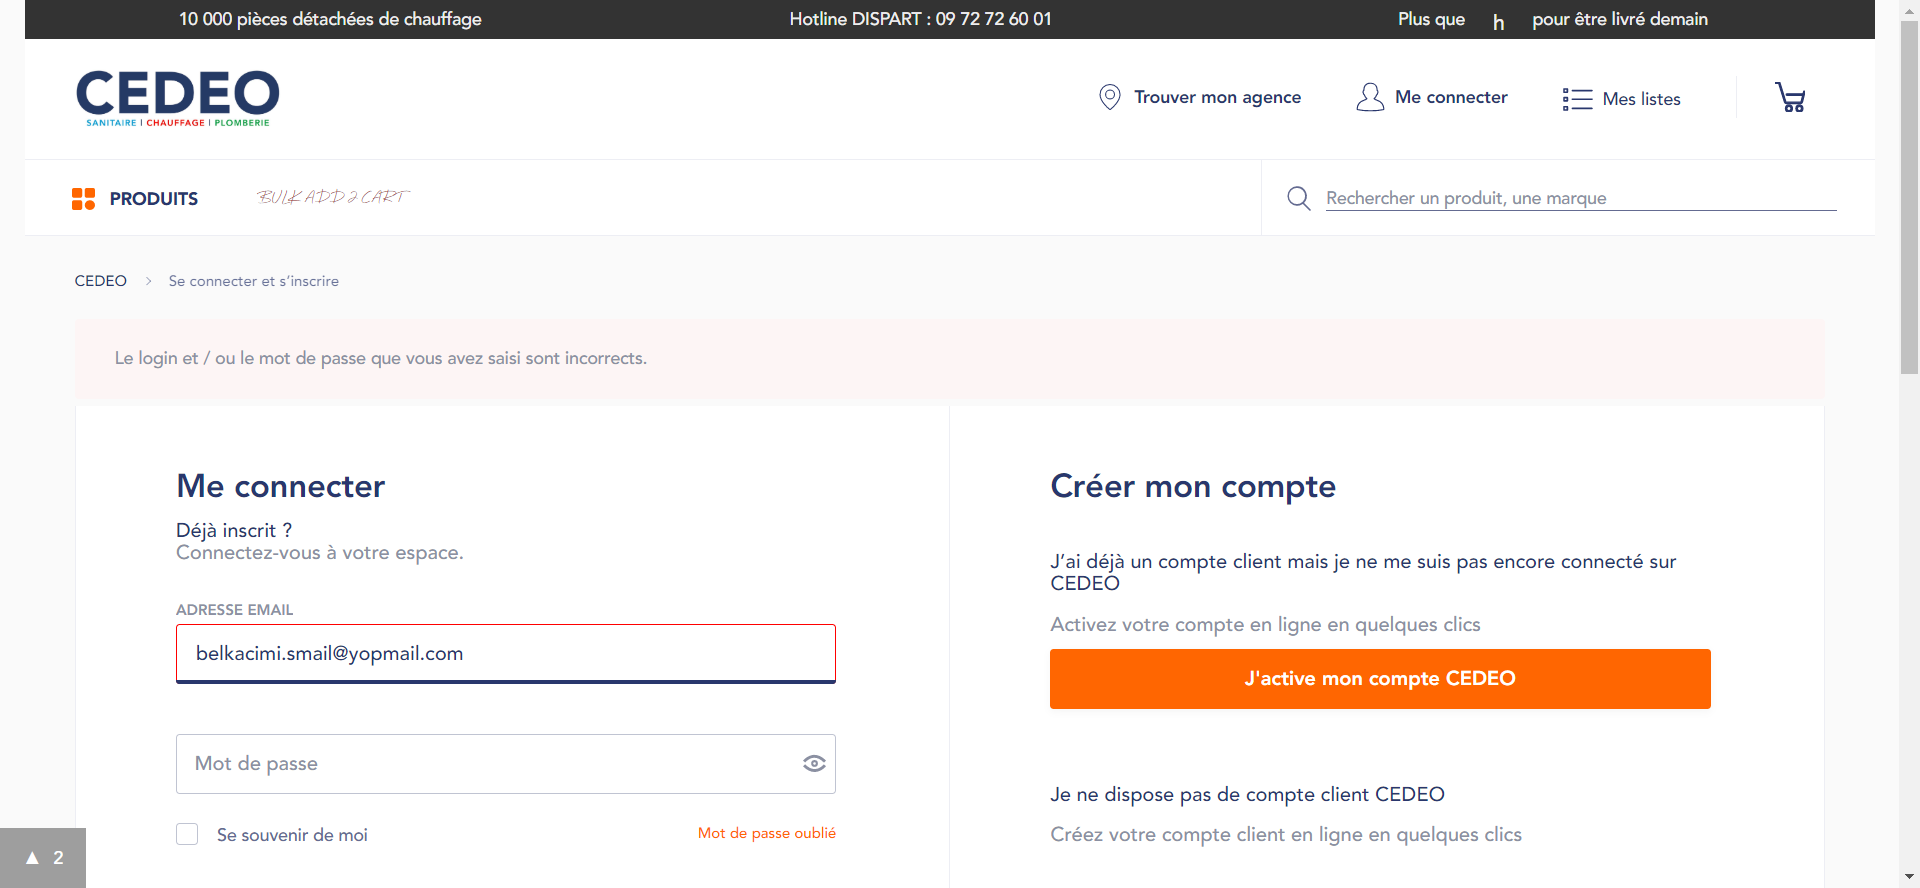 10 000 pièces détachées de chauffage
Hotline DISPART : 09 72 72 60 01
Plus que h pour être livré demain
CEDEO
SANITAIRE | CHAUFFAGE | PLOMBERIE
Trouver mon agence
Me connecter
Mes listes
PRODUITS
BULK ADD 2 CART
Rechercher un produit, une marque
CEDEO > Se connecter et s’inscrire
Le login et / ou le mot de passe que vous avez saisi sont incorrects.
Me connecter
Déjà inscrit ?
Connectez-vous à votre espace.
ADRESSE EMAIL
belkacimi.smail@yopmail.com
Mot de passe
Se souvenir de moi
Mot de passe oublié
Créer mon compte
J’ai déjà un compte client mais je ne me suis pas encore connecté sur
CEDEO
Activez votre compte en ligne en quelques clics
J'active mon compte CEDEO
Je ne dispose pas de compte client CEDEO
Créez votre compte client en ligne en quelques clics
▲ 2